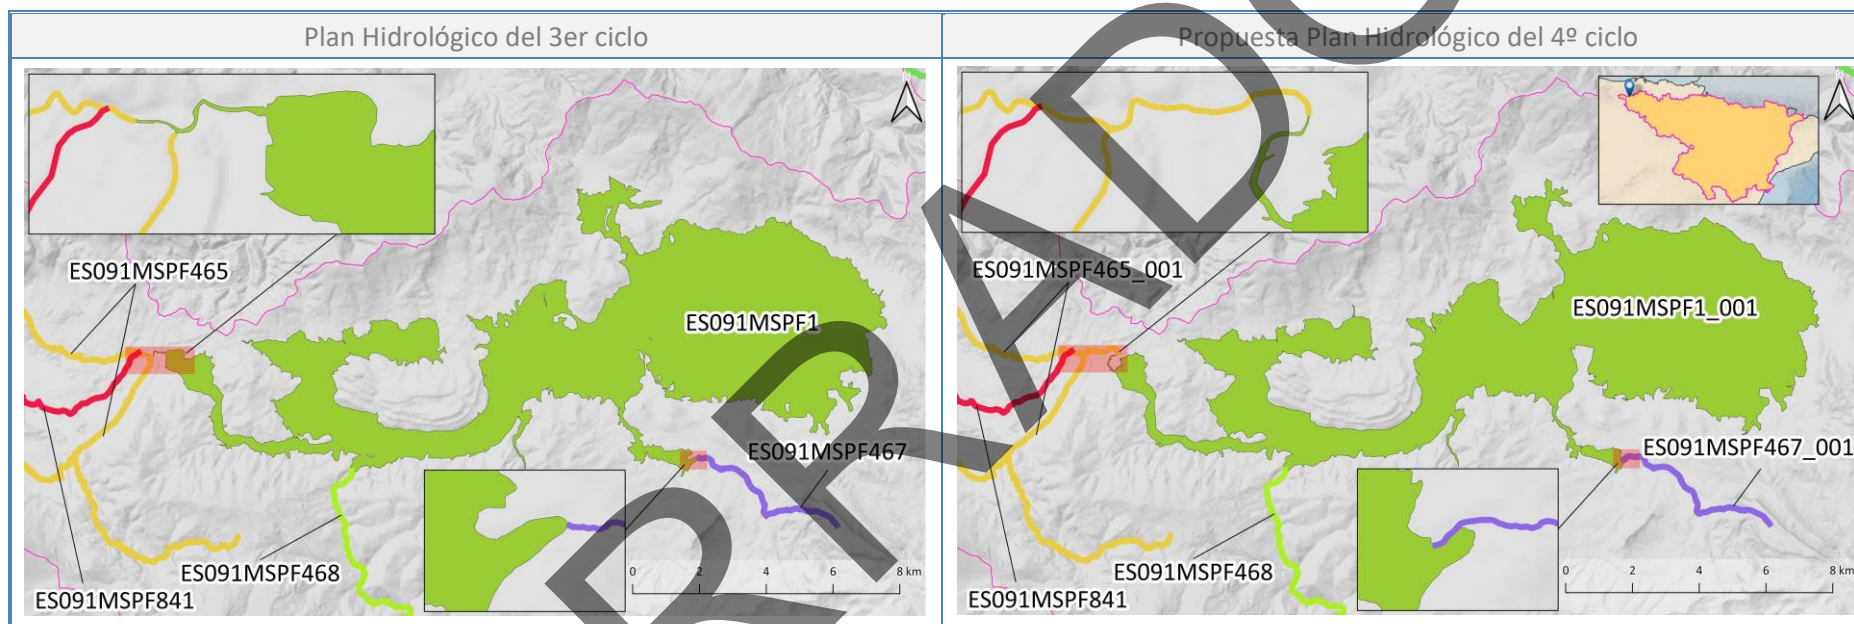 Plan Hidrológico del 3er ciclo
Propuesta Plan Hidrológico del 4º ciclo
ES091MSPF465
ES091MSPF1
ES091MSPF467
ES091MSPF468
ES091MSPF841
0 2 4 6 8 km
ES091MSPF465_001
ES091MSPF1_001
ES091MSPF467_001
ES091MSPF468
ES091MSPF841
0 2 4 6 8 km
RRADO